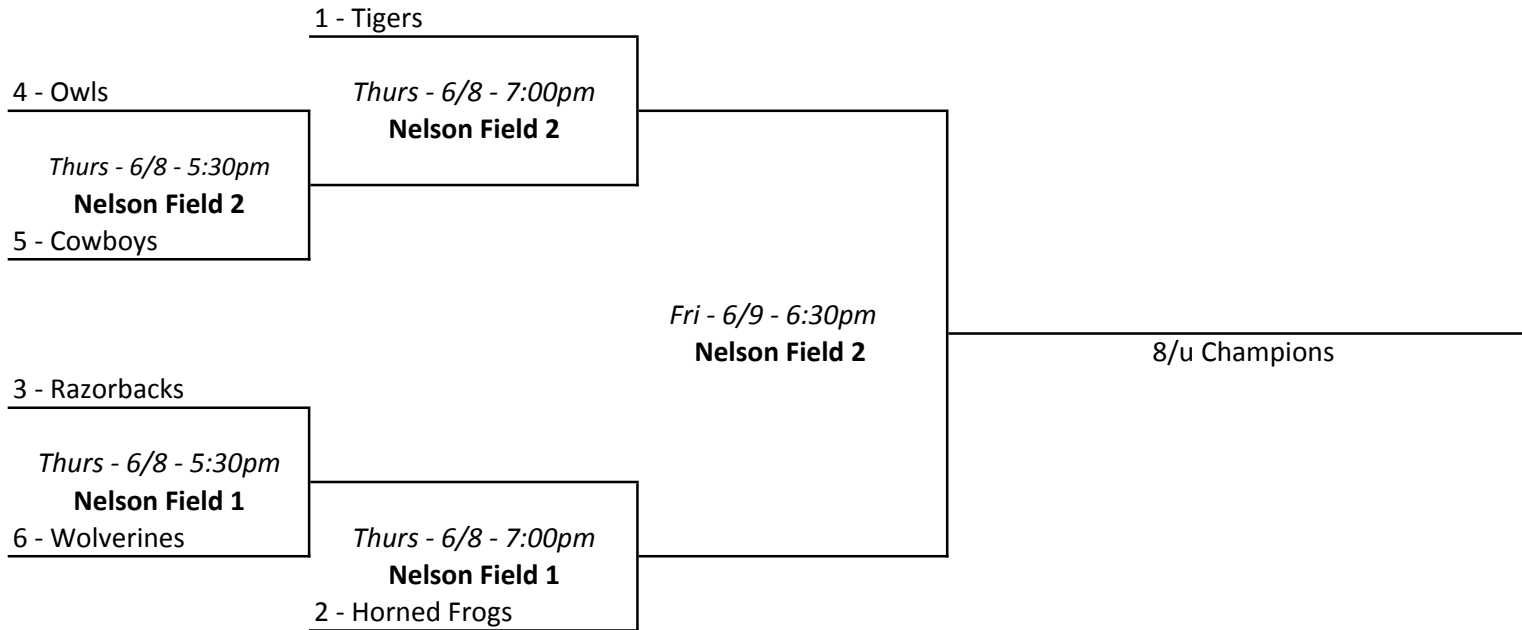 1 - Tigers
4 - Owls
Thurs - 6/8 - 7:00pm
Nelson Field 2
Thurs - 6/8 - 5:30pm
Nelson Field 2
5 - Cowboys
Fri - 6/9 - 6:30pm
Nelson Field 2
8/u Champions
3 - Razorbacks
Thurs - 6/8 - 5:30pm
Nelson Field 1
6 - Wolverines
Thurs - 6/8 - 7:00pm
Nelson Field 1
2 - Horned Frogs